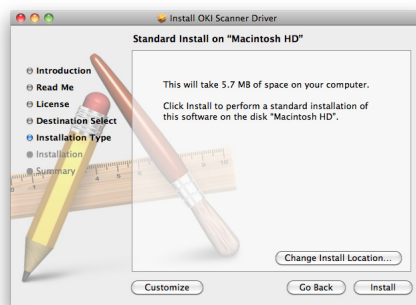 Install OKI Scanner Driver
Standard Install on "Macintosh HD"
Introduction
Read Me
License
Destination Select
Installation Type
Installation
Summary
This will take 5.7 MB of space on your computer.
Click Install to perform a standard installation of
this software on the disk "Macintosh HD".
Change Install Location...
Customize
Go Back
Install